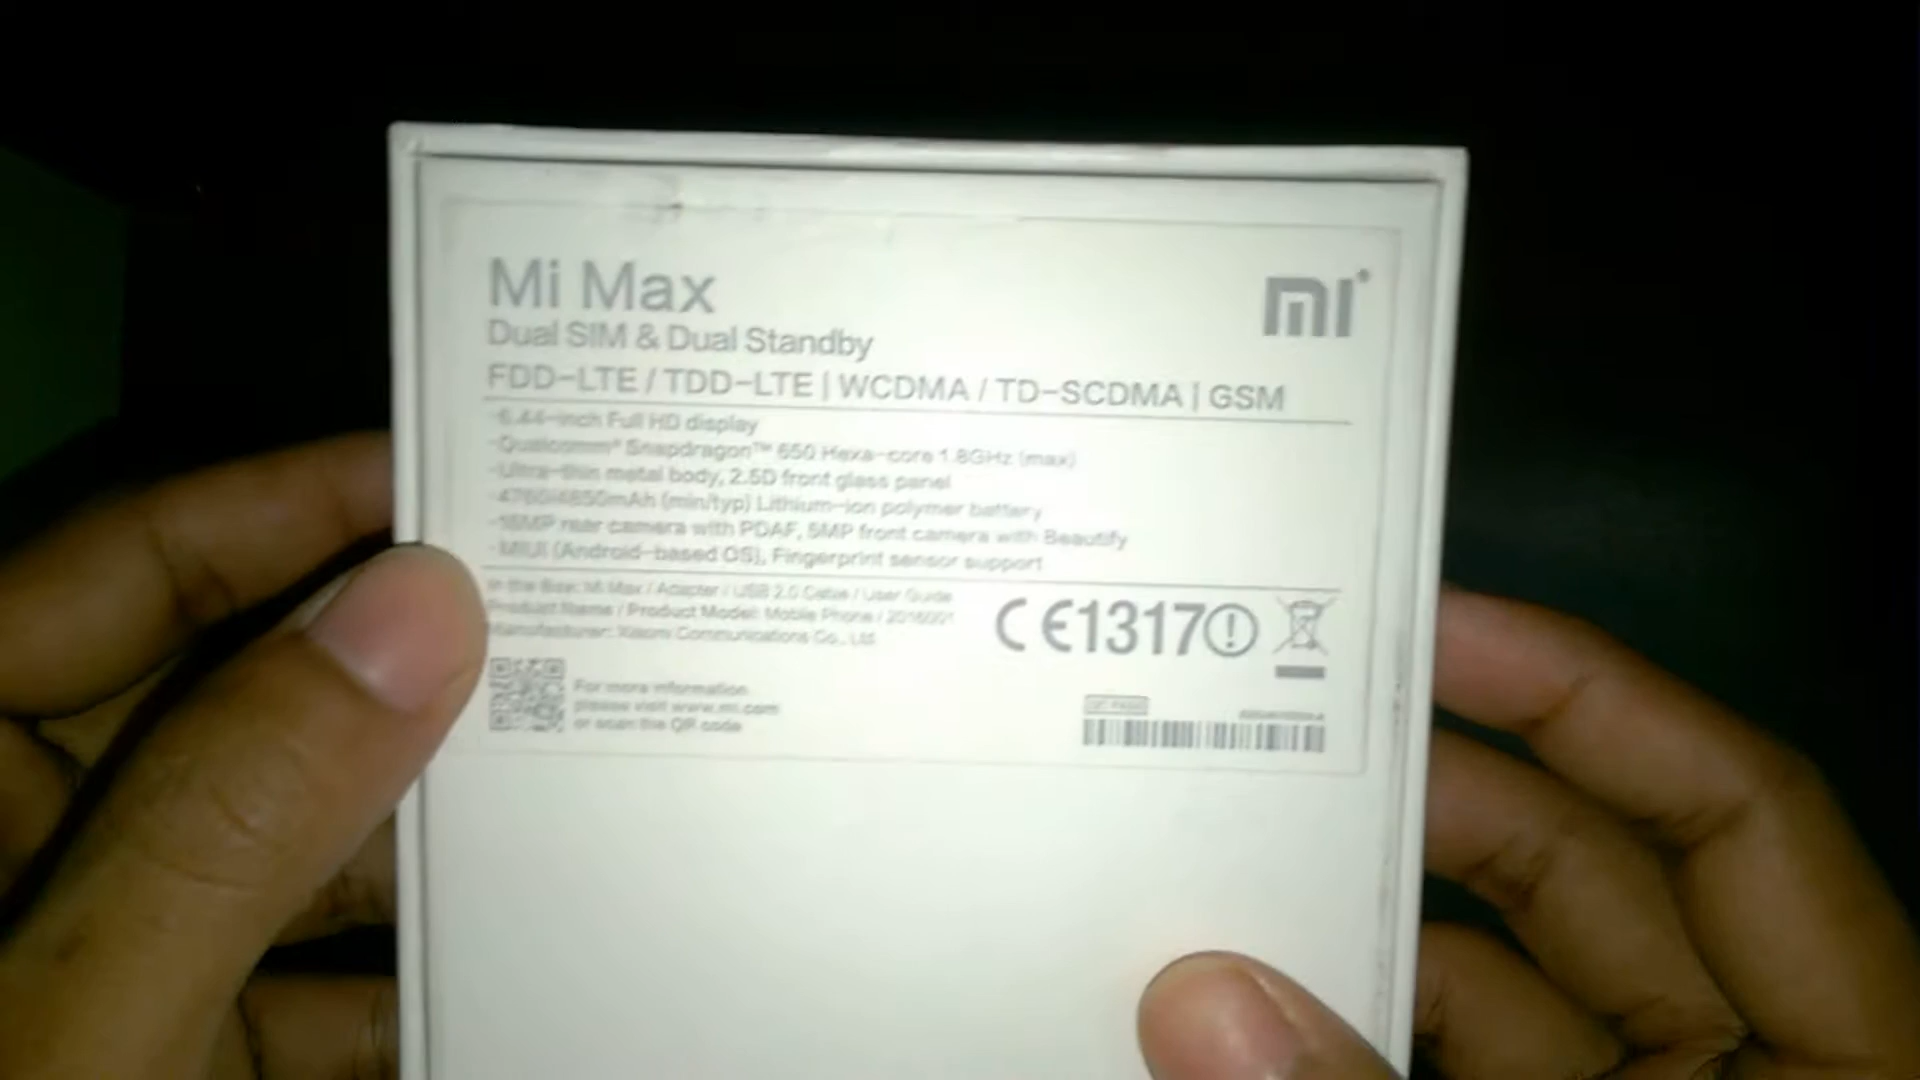 Mi Max
mi
Dual SIM & Dual Standby
FDD-LTE / TDD-LTE | WCDMA / TD-SCDMA | GSM
-6.44-inch Full HD display
-Qualcomm® Snapdragon™ 650 Hexa-core 1.8GHz (max)
-Ultra-thin metal body, 2.5D front glass panel
-4760/4850mAh (min/typ) Lithium-ion polymer battery
-16MP rear camera with PDAF, 5MP front camera with Beautify
-MIUI (Android-based OS), Fingerprint sensor support
In the Box: Mi Max / Adapter / USB 2.0 Cable / User Guide
Product Name / Product Model: Mobile Phone / 2016001
Manufacturer: Xiaomi Communications Co., Ltd.
CE1317
For more information
please visit www.mi.com
or scan the QR code